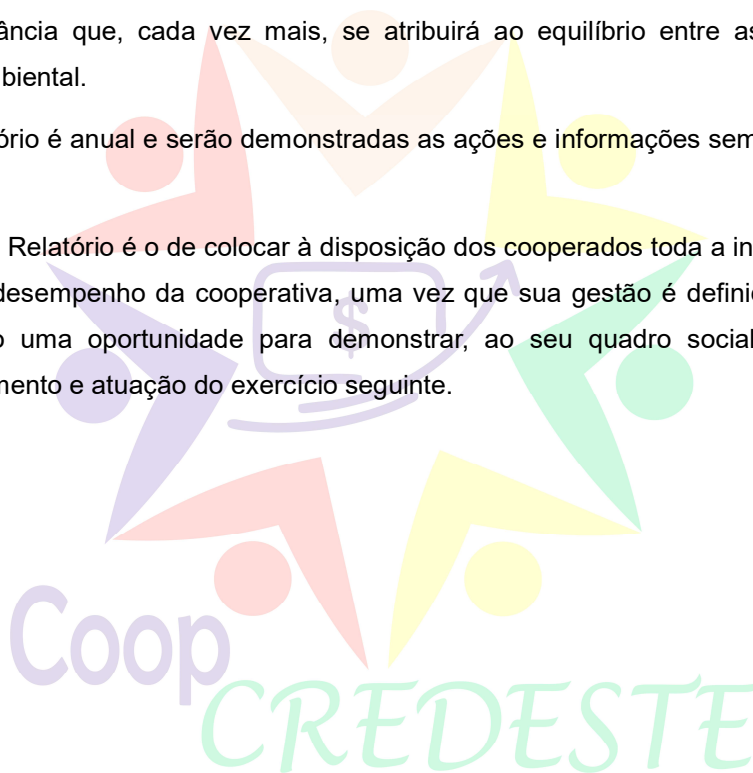 ância que, cada vez mais, se atribuirá ao equilíbrio entre as
biental.
ório é anual e serão demonstradas as ações e informações sem
Relatório é o de colocar à disposição dos cooperados toda a in
desempenho da cooperativa, uma vez que sua gestão é defini
o uma oportunidade para demonstrar, ao seu quadro social
mento e atuação do exercício seguinte.
$
Coop
CREDESTE